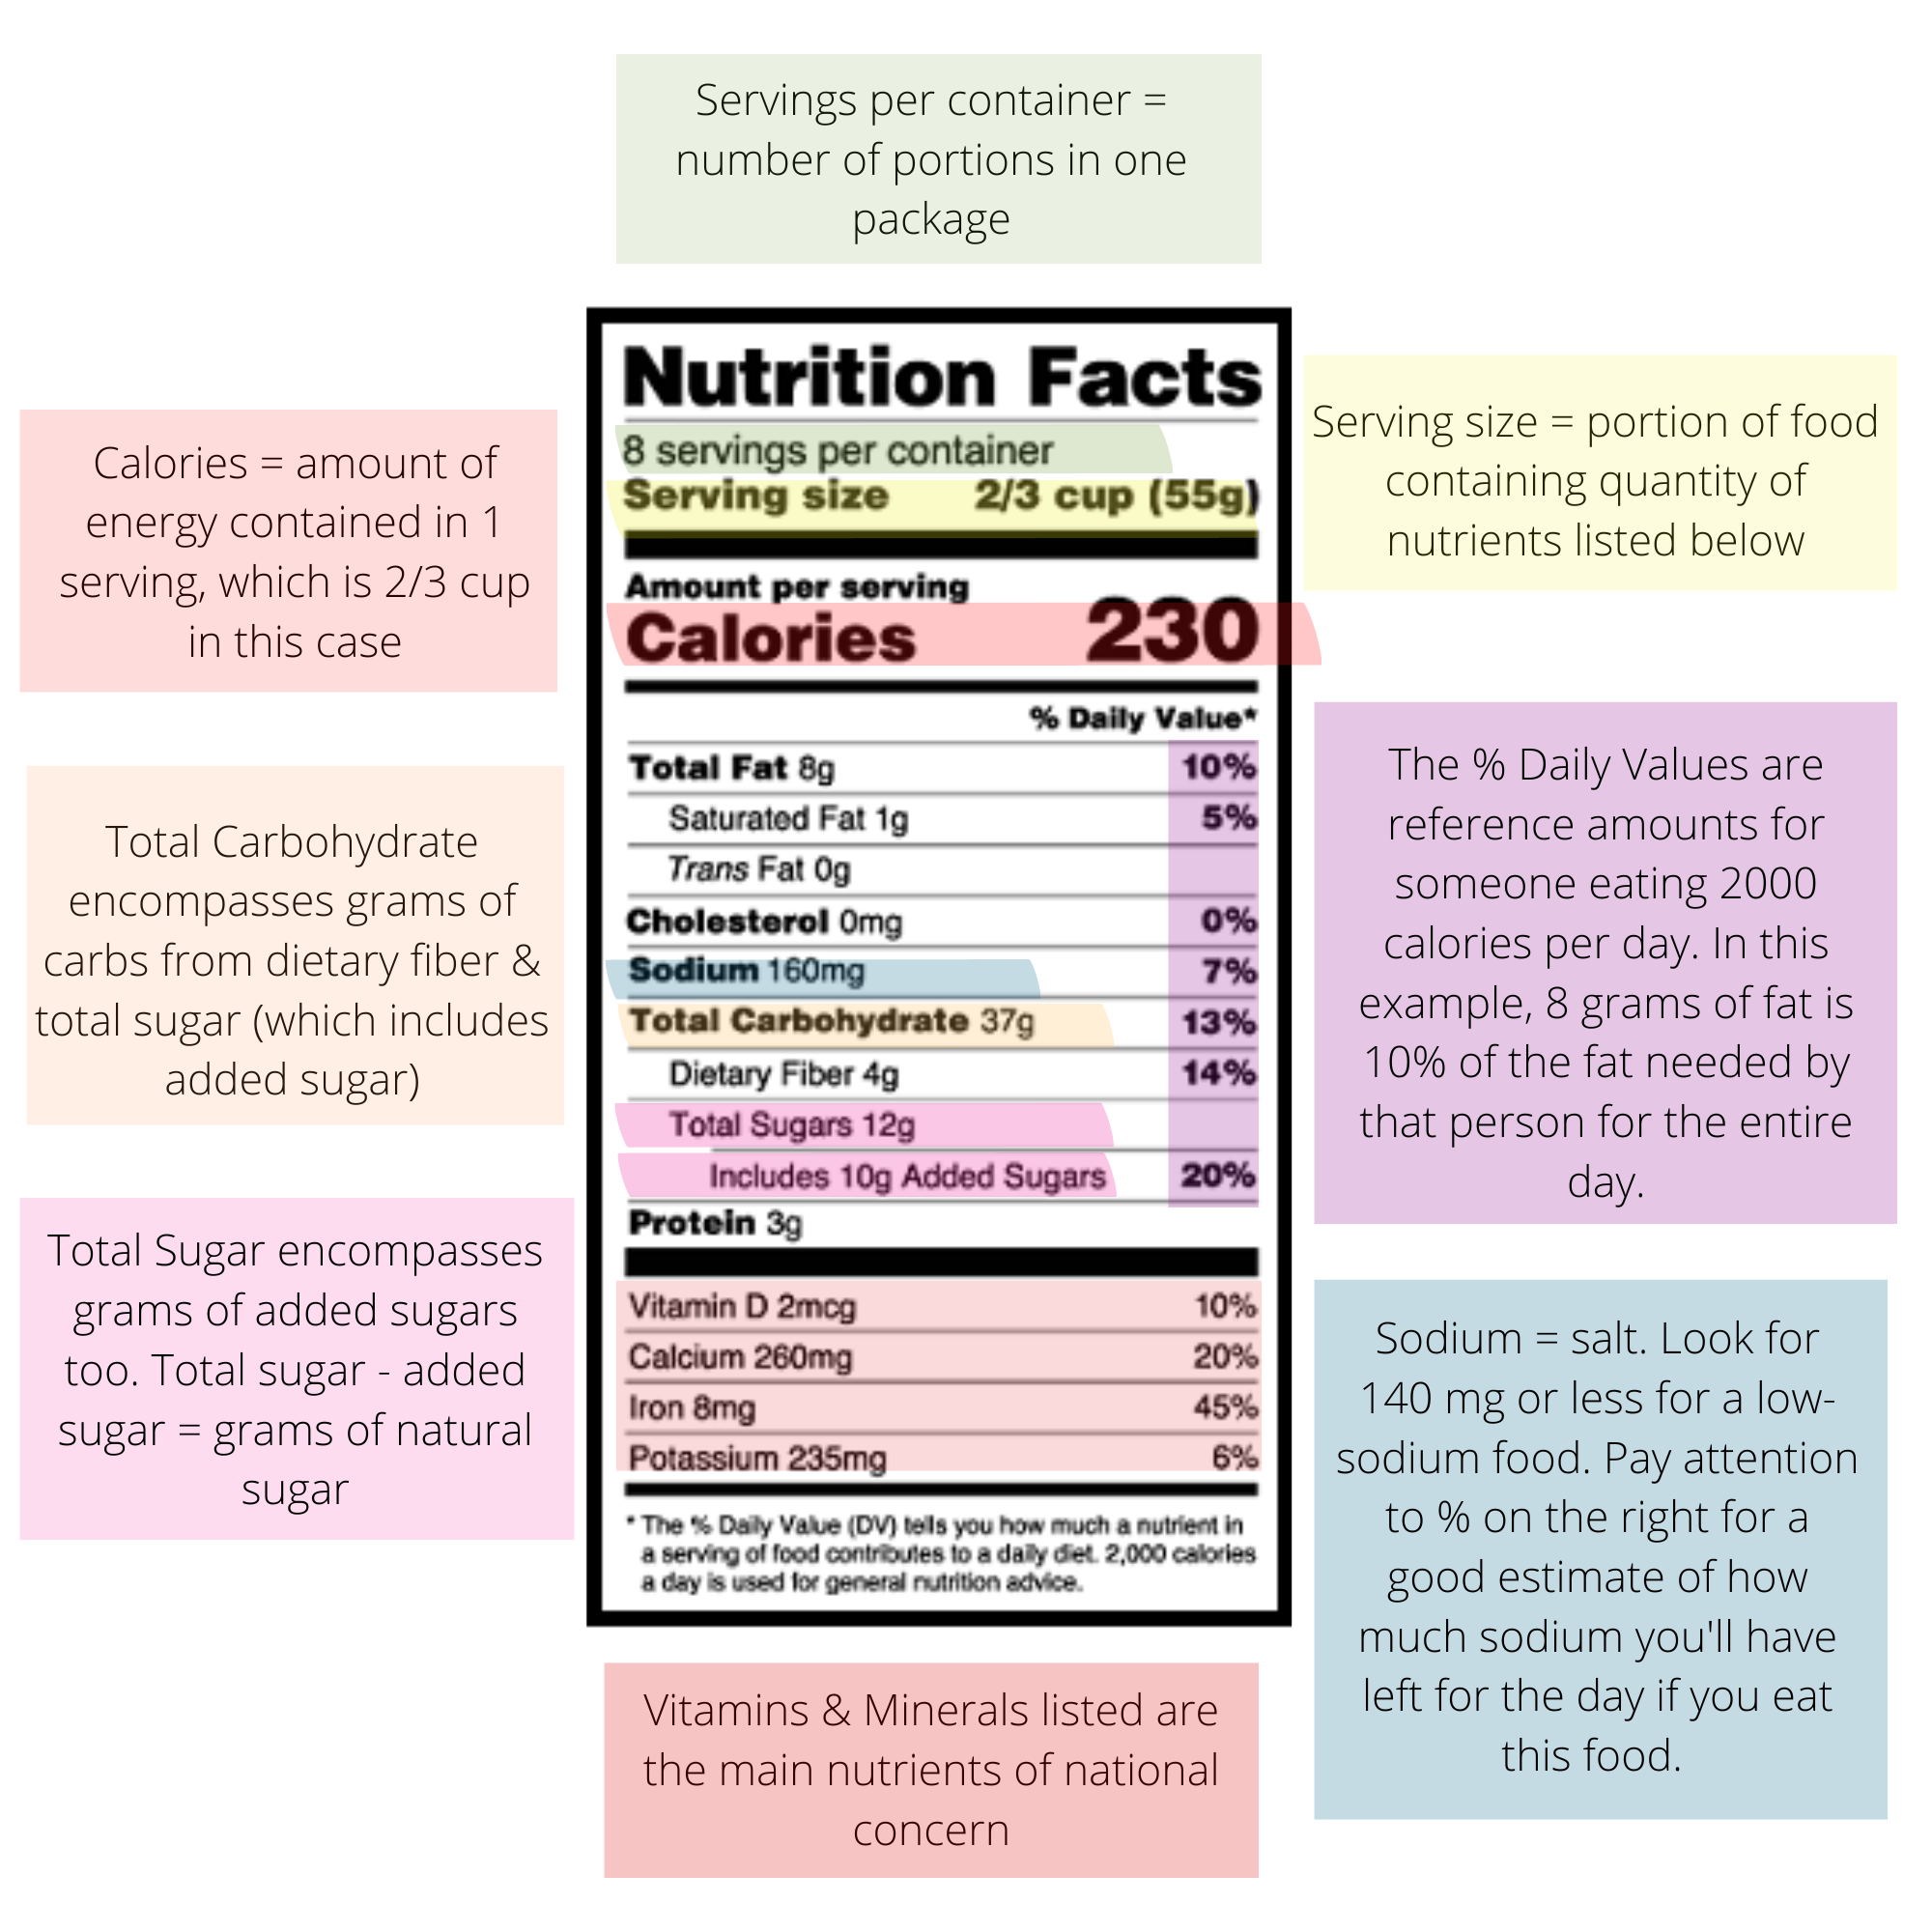 Servings per container =
number of portions in one
package
Nutrition Facts
8 servings per container
Serving size 2/3 cup (55g)
Amount per serving
Calories 230
% Daily Value*
Total Fat 8g 10%
Saturated Fat 1g 5%
Trans Fat 0g
Cholesterol 0mg 0%
Sodium 160mg 7%
Total Carbohydrate 37g 13%
Dietary Fiber 4g 14%
Total Sugars 12g
Includes 10g Added Sugars 20%
Protein 3g
Vitamin D 2mcg 10%
Calcium 260mg 20%
Iron 8mg 45%
Potassium 235mg 6%
* The % Daily Value (DV) tells you how much a nutrient in
a serving of food contributes to a daily diet. 2,000 calories
a day is used for general nutrition advice.
Calories = amount of
energy contained in 1
serving, which is 2/3 cup
in this case
Total Carbohydrate
encompasses grams of
carbs from dietary fiber &
total sugar (which includes
added sugar)
Total Sugar encompasses
grams of added sugars
too. Total sugar - added
sugar = grams of natural
sugar
Serving size = portion of food
containing quantity of
nutrients listed below
The % Daily Values are
reference amounts for
someone eating 2000
calories per day. In this
example, 8 grams of fat is
10% of the fat needed by
that person for the entire
day.
Sodium = salt. Look for
140 mg or less for a low-
sodium food. Pay attention
to % on the right for a
good estimate of how
much sodium you'll have
left for the day if you eat
this food.
Vitamins & Minerals listed are
the main nutrients of national
concern